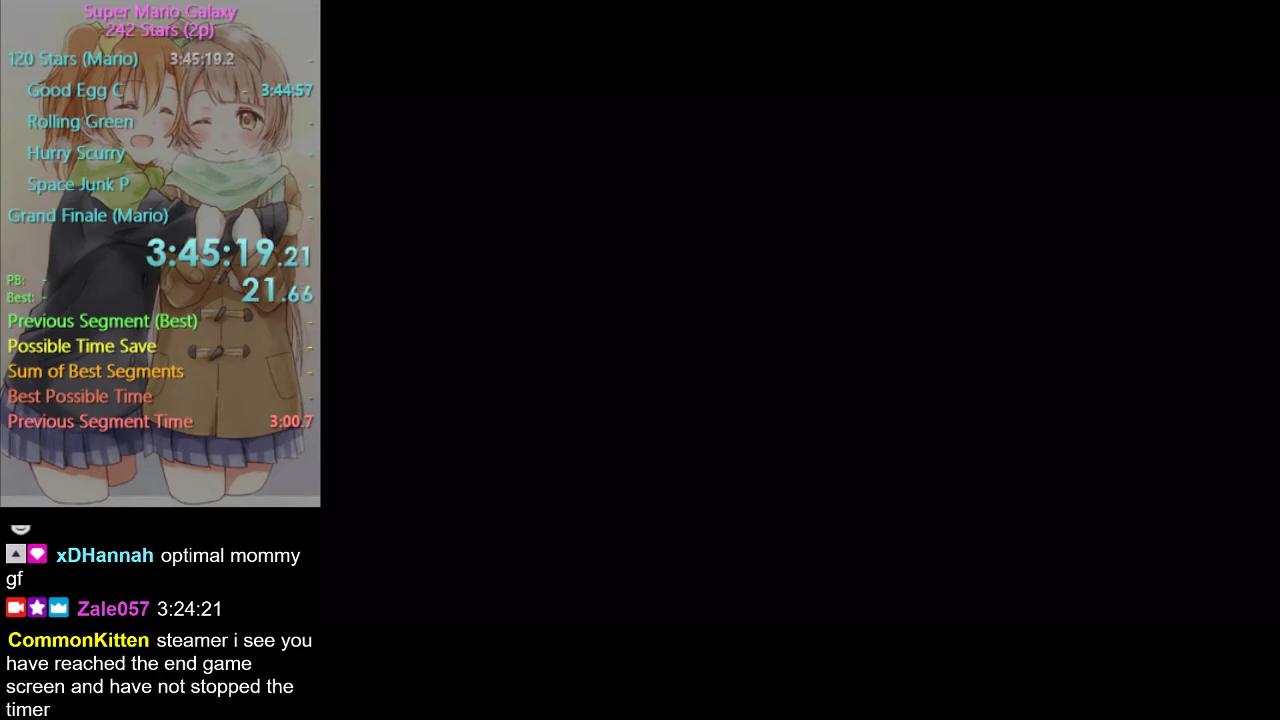 Super Mario Galaxy
242 Stars (2p)
120 Stars (Mario) 3:45:19.2 -
Good Egg C - 3:44:57
Rolling Green -
Hurry Scurry -
Space Junk P -
Grand Finale (Mario) -
3:45:19.21
PB: -
Best: - 21.66
Previous Segment (Best) -
Possible Time Save -
Sum of Best Segments -
Best Possible Time -
Previous Segment Time 3:00.7
xDHannah optimal mommy
gf
Zale057 3:24:21
CommonKitten steamer i see you
have reached the end game
screen and have not stopped the
timer